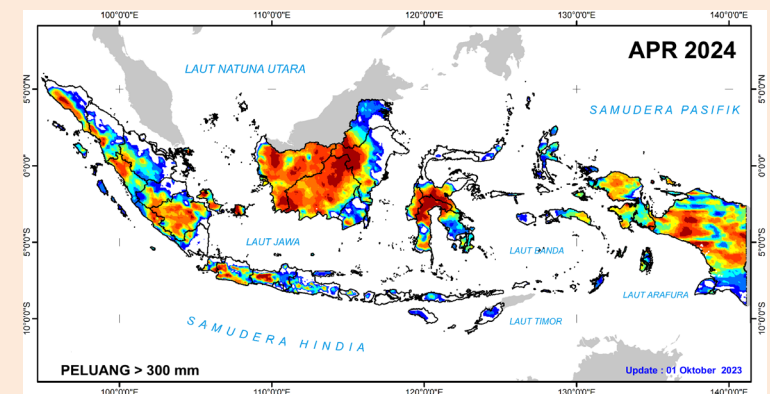 100°0'0"E 110°0'0"E 120°0'0"E 130°0'0"E 140°0'0"E
APR 2024
LAUT NATUNA UTARA
5°0'0"N 5°0'0"N
SAMUDERA PASIFIK
0°0'0" 0°0'0"
LAUT JAWA
LAUT BANDA
5°0'0"S 5°0'0"S
LAUT ARAFURA
SAMUDERA HINDIA
LAUT TIMOR
10°0'0"S 10°0'0"S
PELUANG > 300 mm
Update : 01 Oktober 2023
100°0'0"E 110°0'0"E 120°0'0"E 130°0'0"E 140°0'0"E